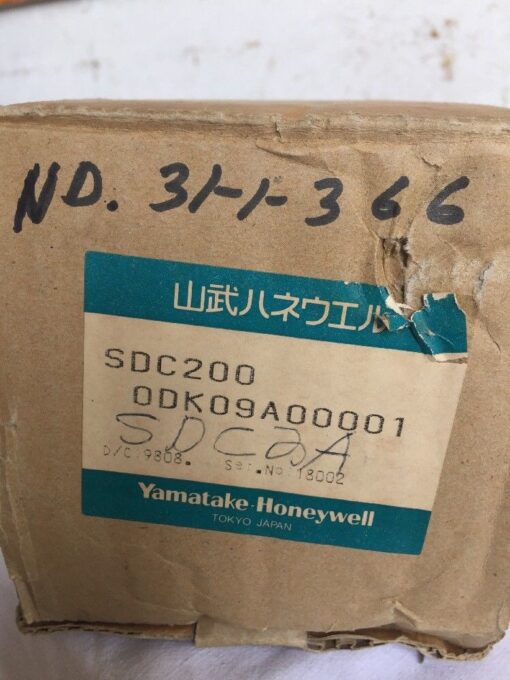 ND. 31-1-366
山武ハネウエル
SDC200
0DK09A00001
SDC20A
D/C 9808. Ser.No 18002
Yamatake-Honeywell
TOKYO JAPAN